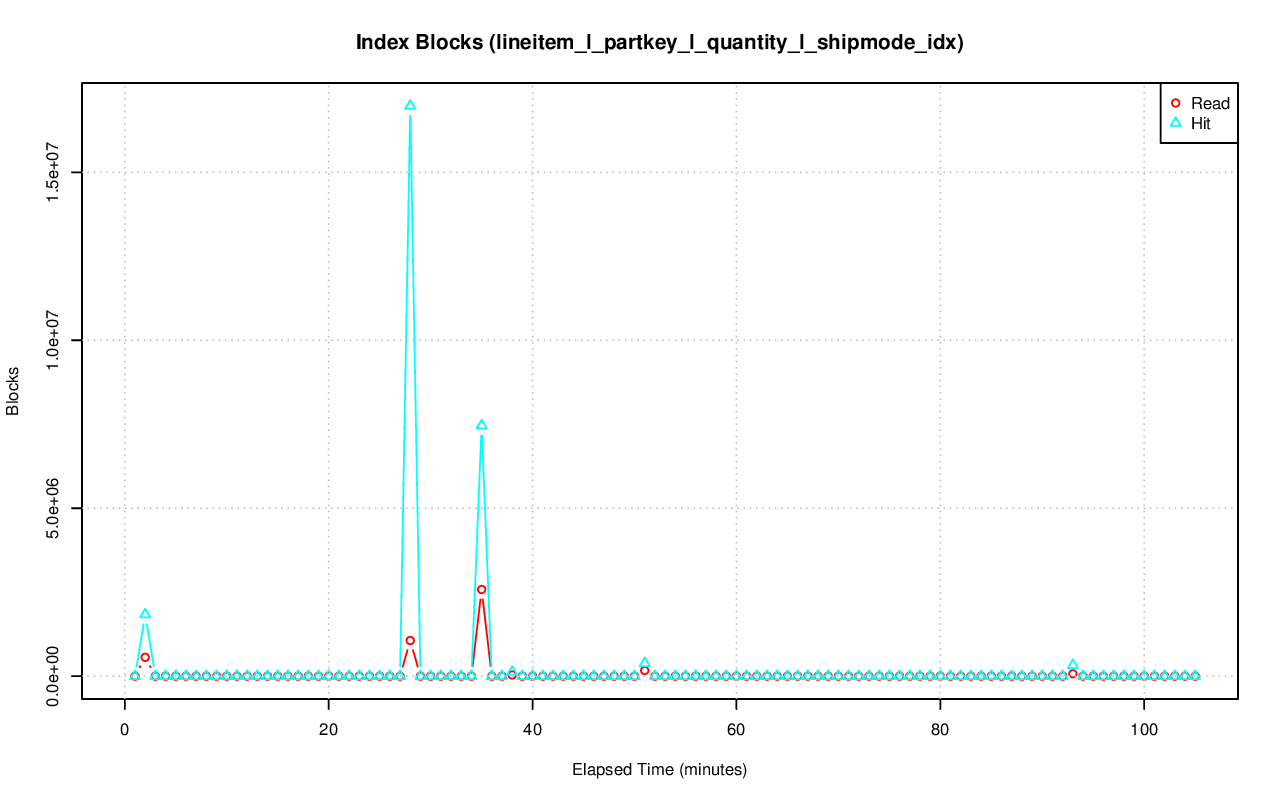 Index Blocks (lineitem_l_partkey_l_quantity_l_shipmode_idx)
Read
Hit
1.5e+07
1.0e+07
5.0e+06
0.0e+00
Blocks
0 20 40 60 80 100
Elapsed Time (minutes)